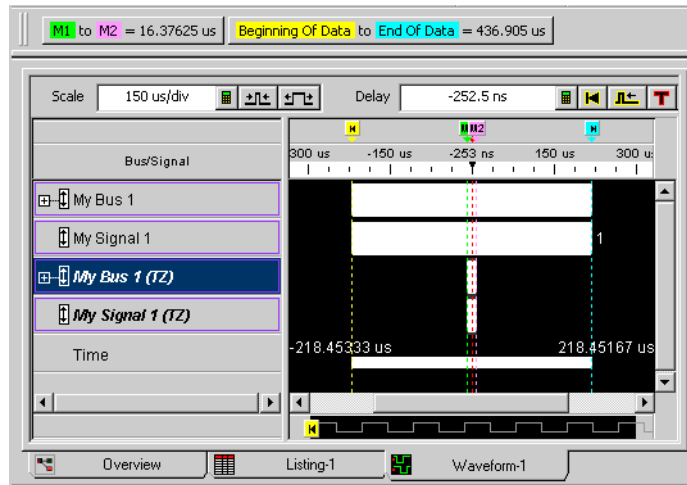 M1 to M2 = 16.37625 us Beginning Of Data to End Of Data = 436.905 us
Scale 150 us/div Delay -252.5 ns T
M M2
Bus/Signal
300 us -150 us -253 ns 150 us 300 u
My Bus 1
My Signal 1 1
My Bus 1 (TZ)
My Signal 1 (TZ)
Time -218.45333 us 218.45167 us
Overview Listing-1 Waveform-1